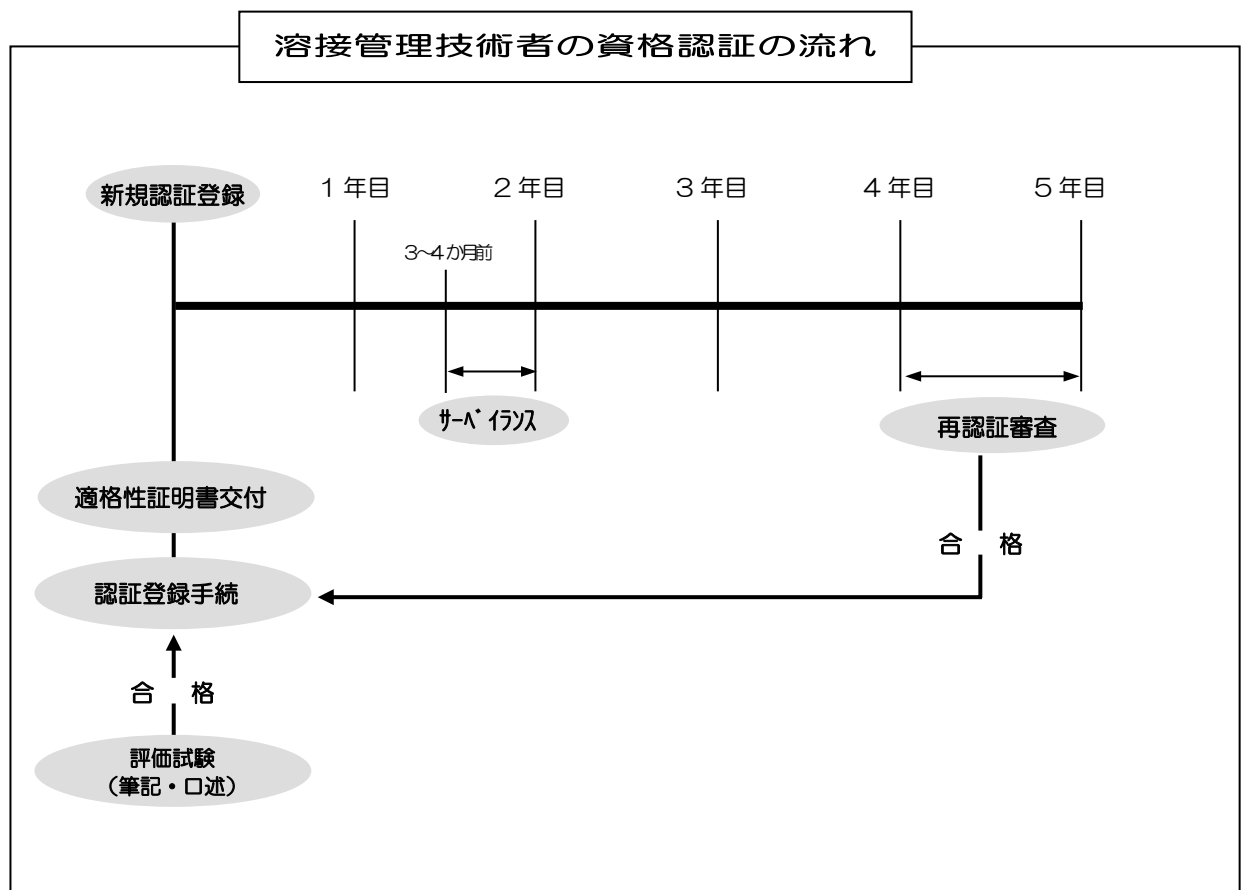 溶接管理技術者の資格認証の流れ
新規認証登録
１年目
２年目
３年目
４年目
５年目
３～４か月前
ｻｰﾍﾞｲﾗﾝｽ
再認証審査
適格性証明書交付
合　格
認証登録手続
合　格
評価試験
（筆記・口述）